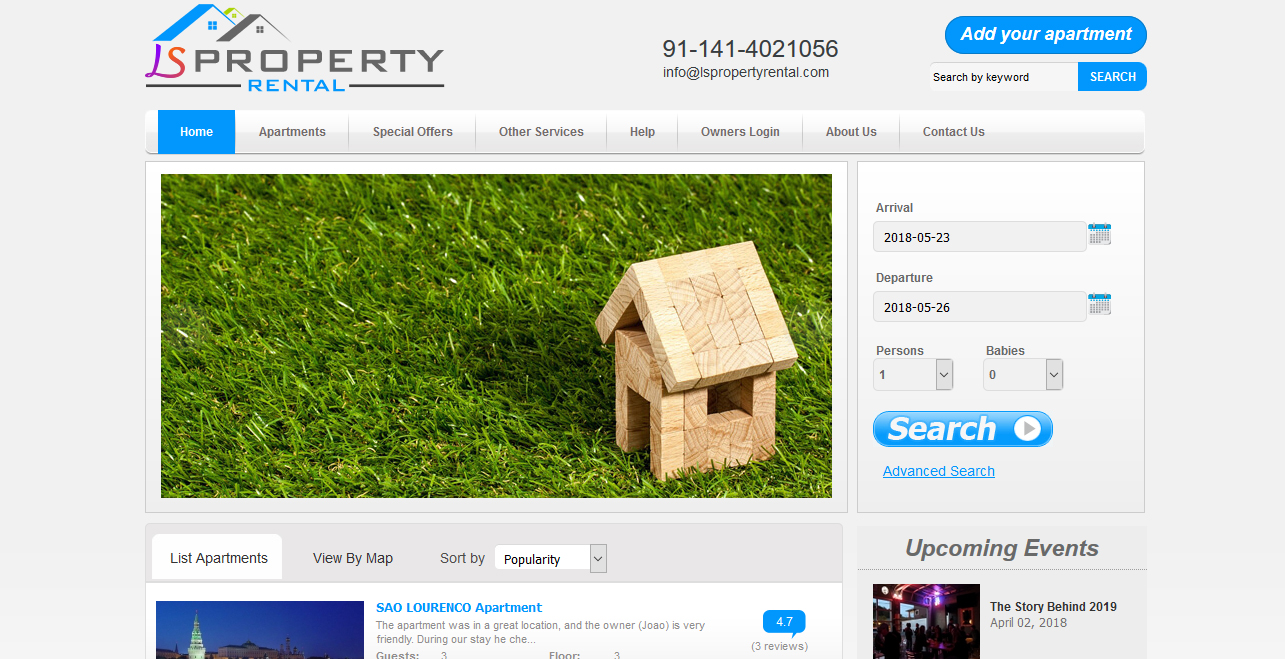 LS PROPERTY
RENTAL
91-141-4021056
info@lspropertyrental.com
Add your apartment
Search by keyword
SEARCH
Home
Apartments
Special Offers
Other Services
Help
Owners Login
About Us
Contact Us
Arrival
2018-05-23
Departure
2018-05-26
Persons
Babies
1
0
Search
Advanced Search
List Apartments
View By Map
Sort by
Popularity
SAO LOURENCO Apartment
The apartment was in a great location, and the owner (Joao) is very
friendly. During our stay he che...
Guests: 3
Floor: 3
4.7
(3 reviews)
Upcoming Events
The Story Behind 2019
April 02, 2018